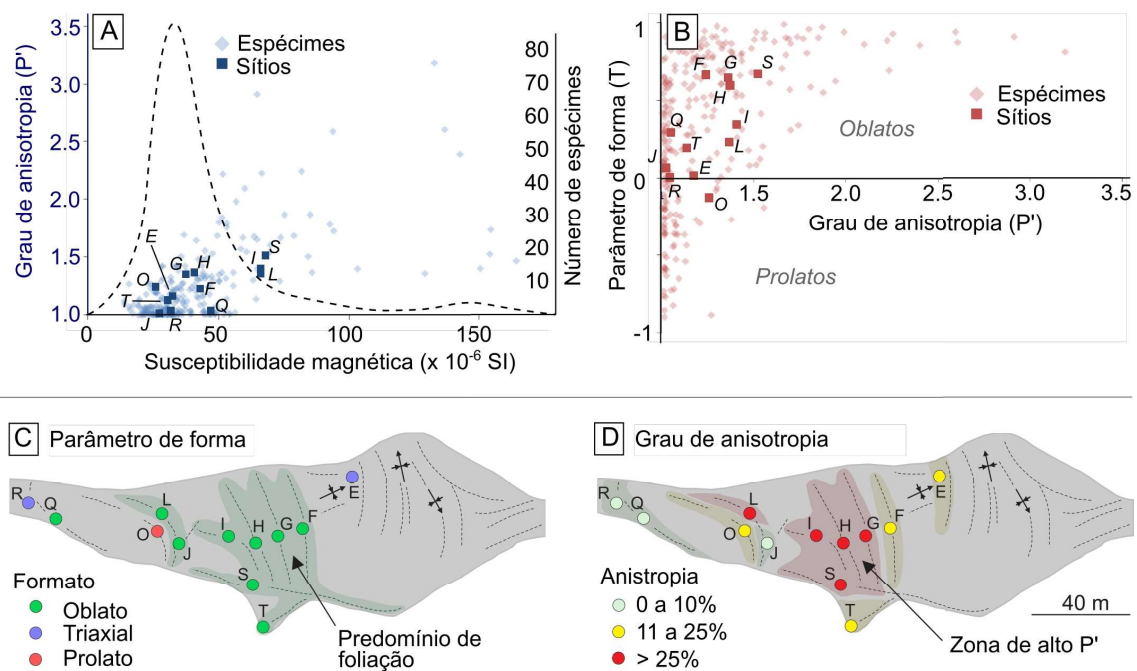 A
Grau de anisotropia (P')
3.5
3.0
2.5
2.0
1.5
1.0
Espécimes
Sítios
80
70
60
50
40
30
20
10
Número de espécimes
E
G
H
I
S
O
F
L
T
Q
J
R
0
50
100
150
Susceptibilidade magnética (x 10⁻⁶ SI)
B
Parâmetro de forma (T)
1
0
-1
F
G
S
H
Q
I
T
L
J
E
R
O
Espécimes
Sítios
Oblatos
1.5
2.0
2.5
3.0
3.5
Grau de anisotropia (P')
Prolatos
C
Parâmetro de forma
R
Q
L
O
J
I
H
G
F
E
S
T
Formato
Oblato
Triaxial
Prolato
Predomínio de
foliação
D
Grau de anisotropia
R
Q
L
O
J
I
H
G
F
E
S
T
Anistropia
0 a 10%
11 a 25%
> 25%
Zona de alto P'
40 m